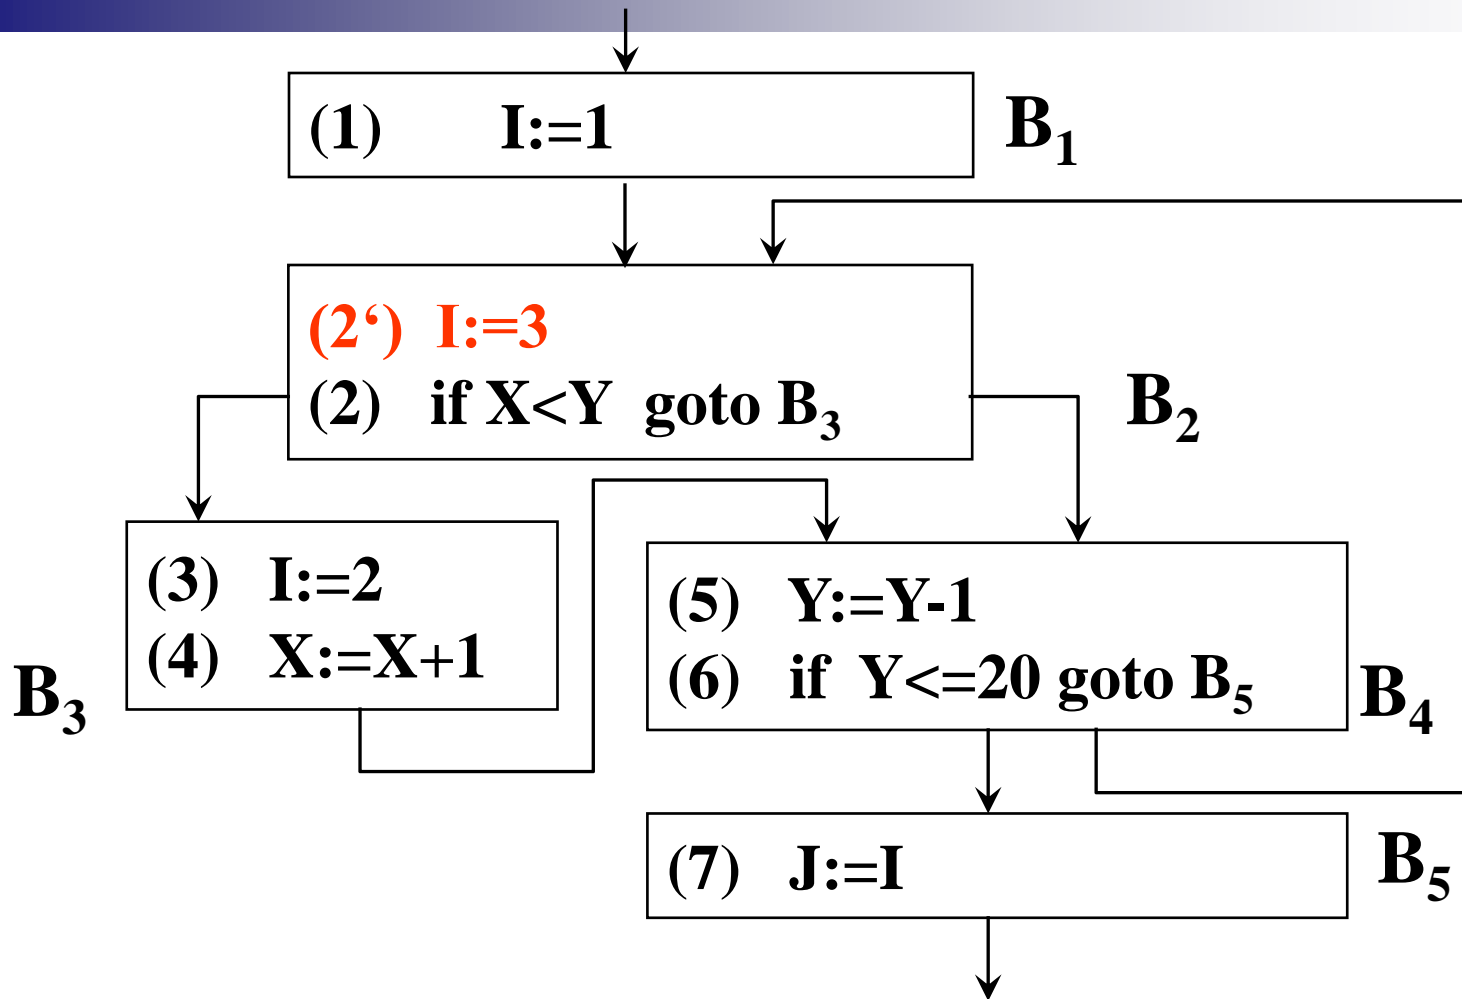 (1) I:=1
B₁
(2‘) I:=3
(2) if X<Y goto B₃
B₂
(3) I:=2
(4) X:=X+1
B₃
(5) Y:=Y-1
(6) if Y<=20 goto B₅
B₄
(7) J:=I
B₅